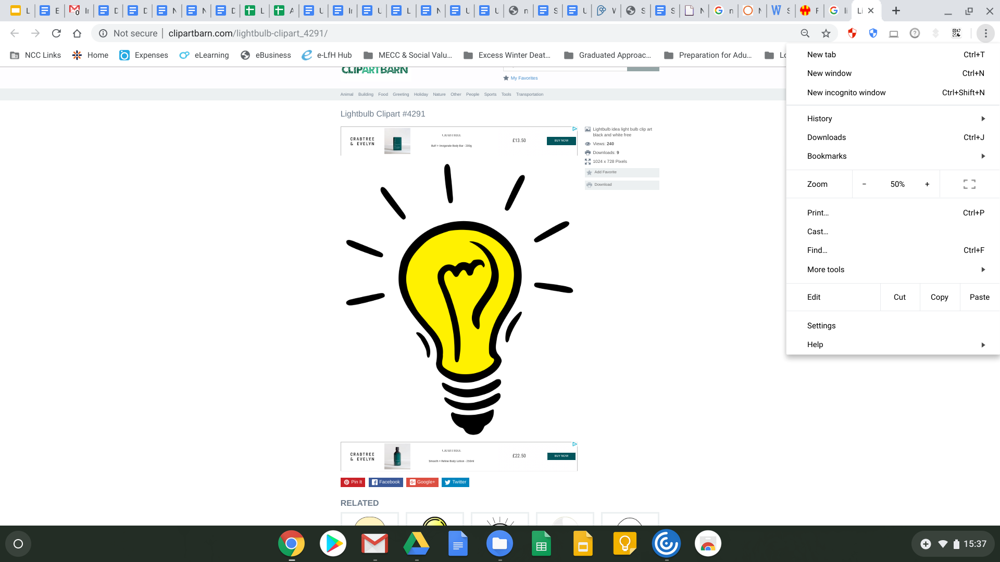 L E In D D N N D L A U In U L N U U n S U W S S N n N S F li Li
Not secure clipartbarn.com/lightbulb-clipart_4291/
NCC Links Home Expenses eLearning eBusiness e-LfH Hub MECC & Social Valu... Excess Winter Deat... Graduated Approac... Preparation for Adu... Lo
CLIPARTBARN
My Favorites
Animal Building Food Greeting Holiday Nature Other People Sports Tools Transportation
Lightbulb Clipart #4291
CRABTREE
& EVELYN
CRABTREE
Buff + Invigorate Body Bar - 200g
£13.50
BUY NOW
Lightbulb idea light bulb clip art
black and white free
Views: 240
Downloads: 9
1024 x 728 Pixels
Add Favorite
Download
CRABTREE
& EVELYN
CRABTREE
Smooth + Refine Body Lotion - 250ml
£22.50
BUY NOW
Pin It Facebook Google+ Twitter
RELATED
New tab Ctrl+T
New window Ctrl+N
New incognito window Ctrl+Shift+N
History
Downloads Ctrl+J
Bookmarks
Zoom - 50% +
Print... Ctrl+P
Cast...
Find... Ctrl+F
More tools
Edit Cut Copy Paste
Settings
Help
15:37